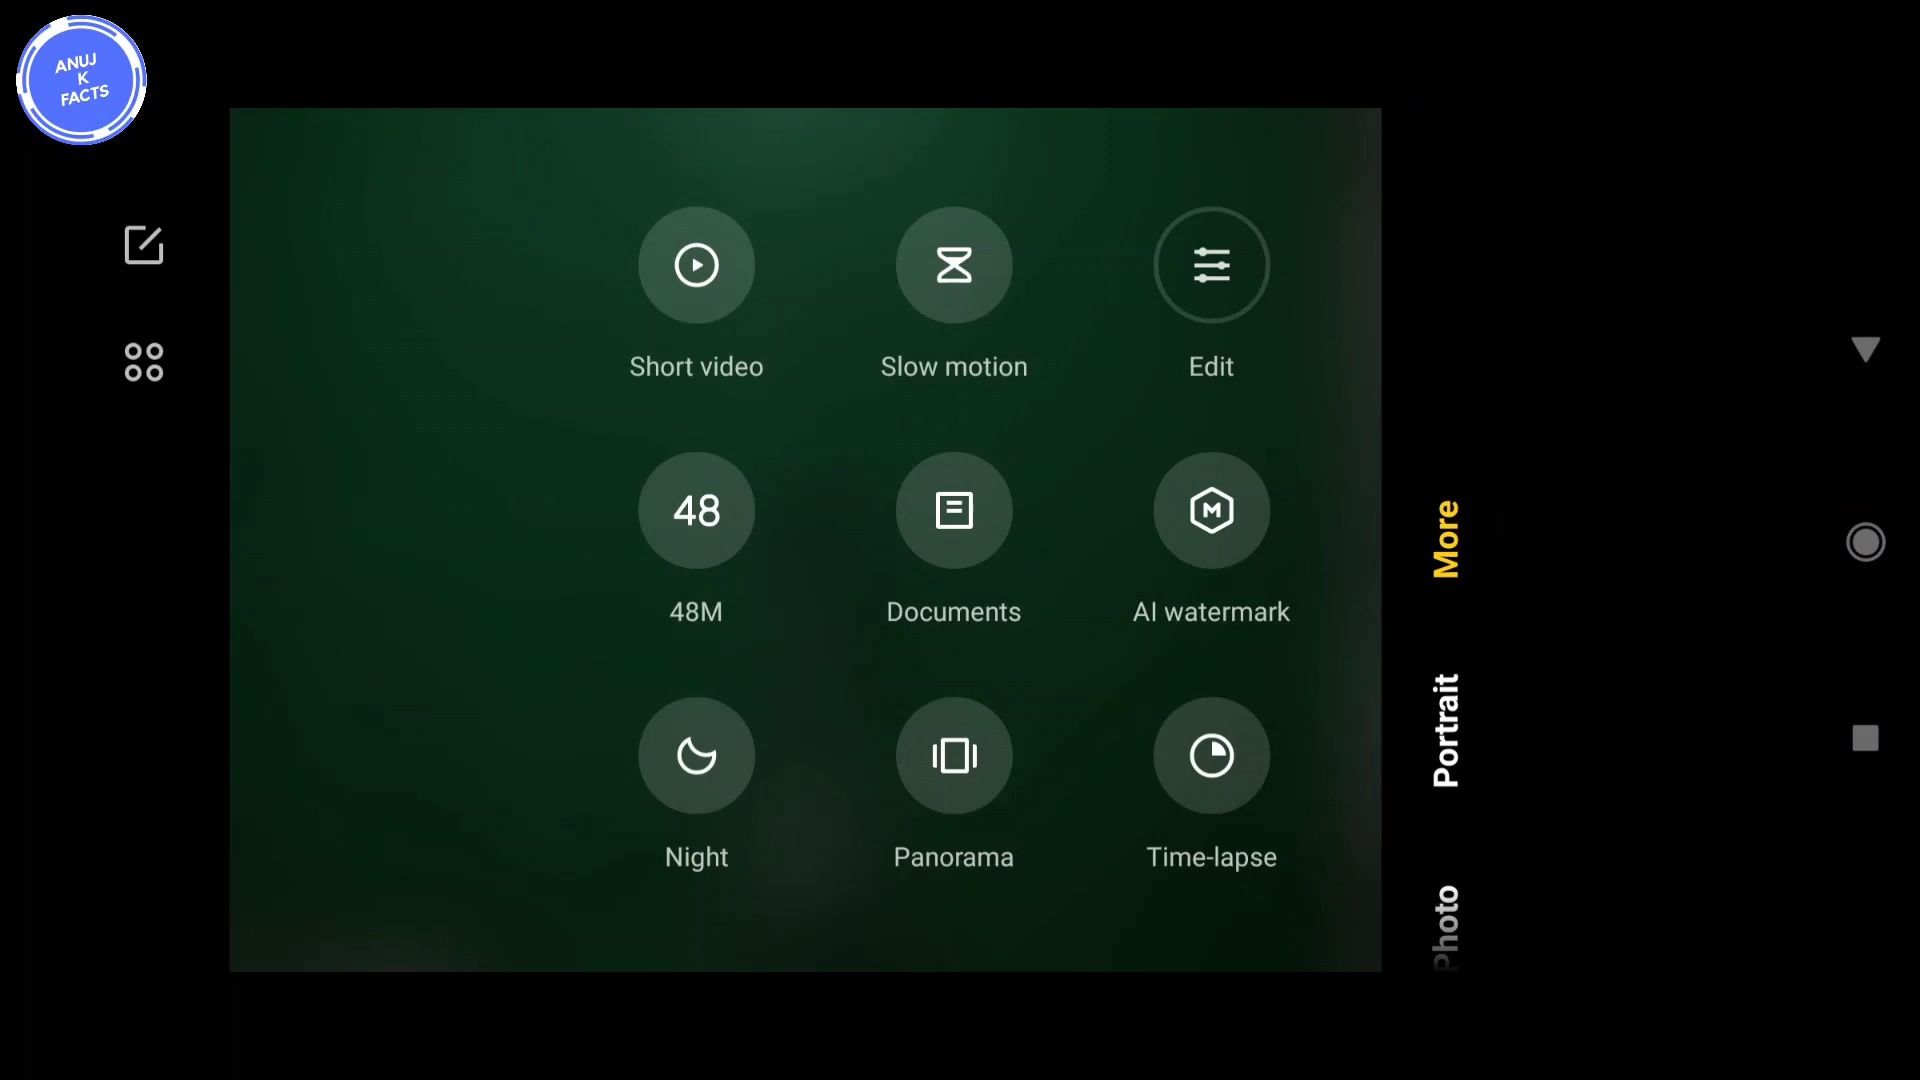 ANUJ
K
FACTS
Short video
Slow motion
Edit
48
48M
Documents
M
AI watermark
Night
Panorama
Time-lapse
More
Portrait
Photo